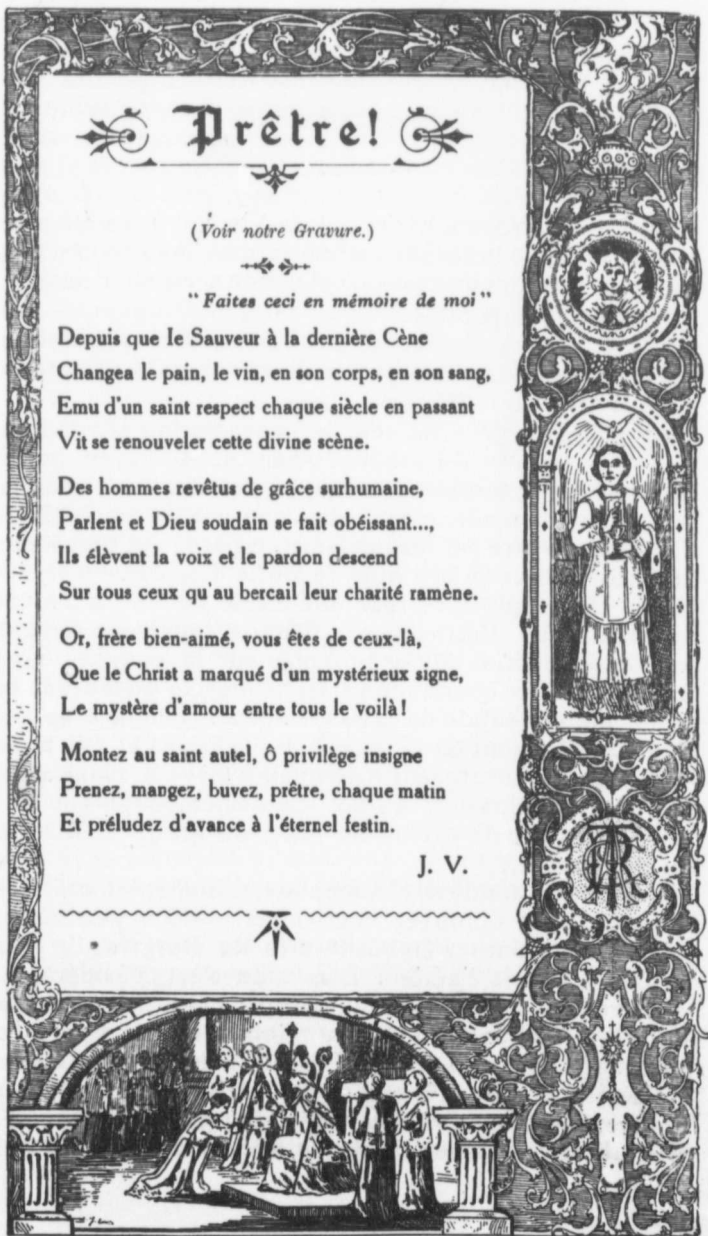 Prêtre!
(Voir notre Gravure.)
"Faites ceci en mémoire de moi"
Depuis que le Sauveur à la dernière Cène
Changea le pain, le vin, en son corps, en son sang,
Emu d'un saint respect chaque siècle en passant
Vit se renouveler cette divine scène.
Des hommes revêtus de grâce surhumaine,
Parlent et Dieu soudain se fait obéissant...,
Ils élèvent la voix et le pardon descend
Sur tous ceux qu'au bercail leur charité ramène.
Or, frère bien-aimé, vous êtes de ceux-là,
Que le Christ a marqué d'un mystérieux signe,
Le mystère d'amour entre tous le voilà!
Montez au saint autel, ô privilège insigne
Prenez, mangez, buvez, prêtre, chaque matin
Et préludez d'avance à l'éternel festin.
J. V.